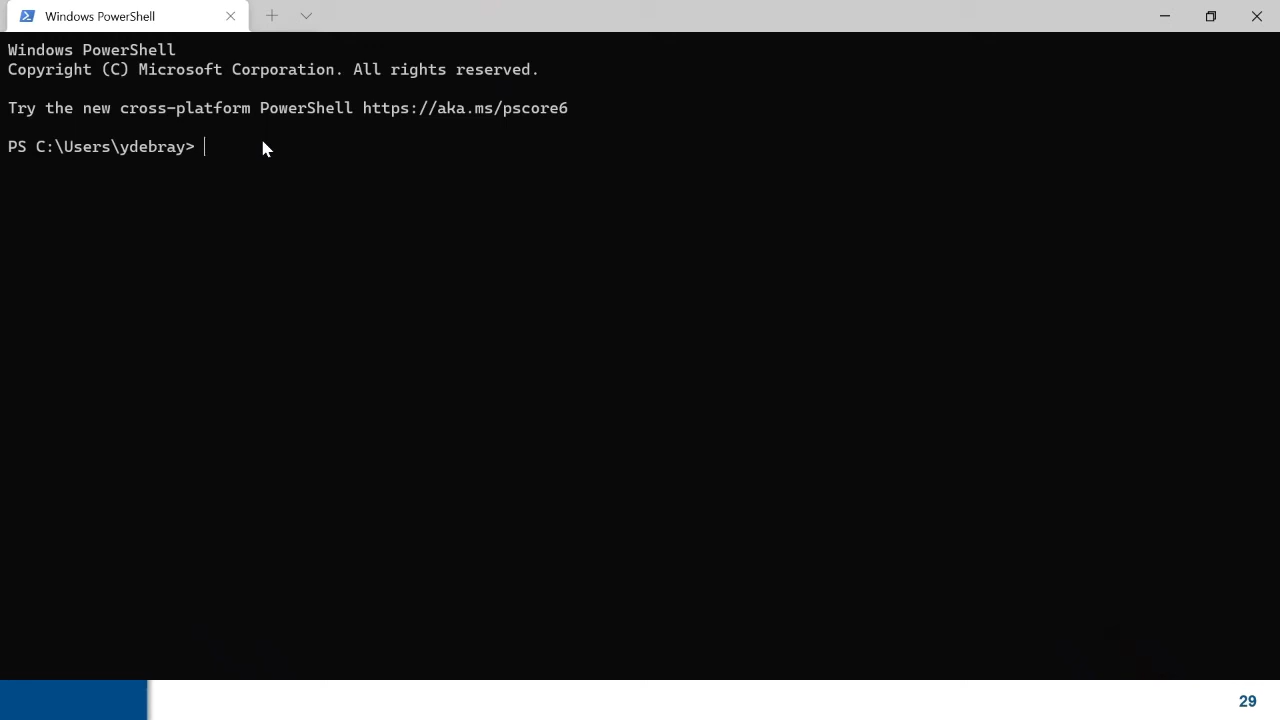 Windows PowerShell
Windows PowerShell
Copyright (C) Microsoft Corporation. All rights reserved.
Try the new cross-platform PowerShell https://aka.ms/pscore6
PS C:\Users\ydebray>
29